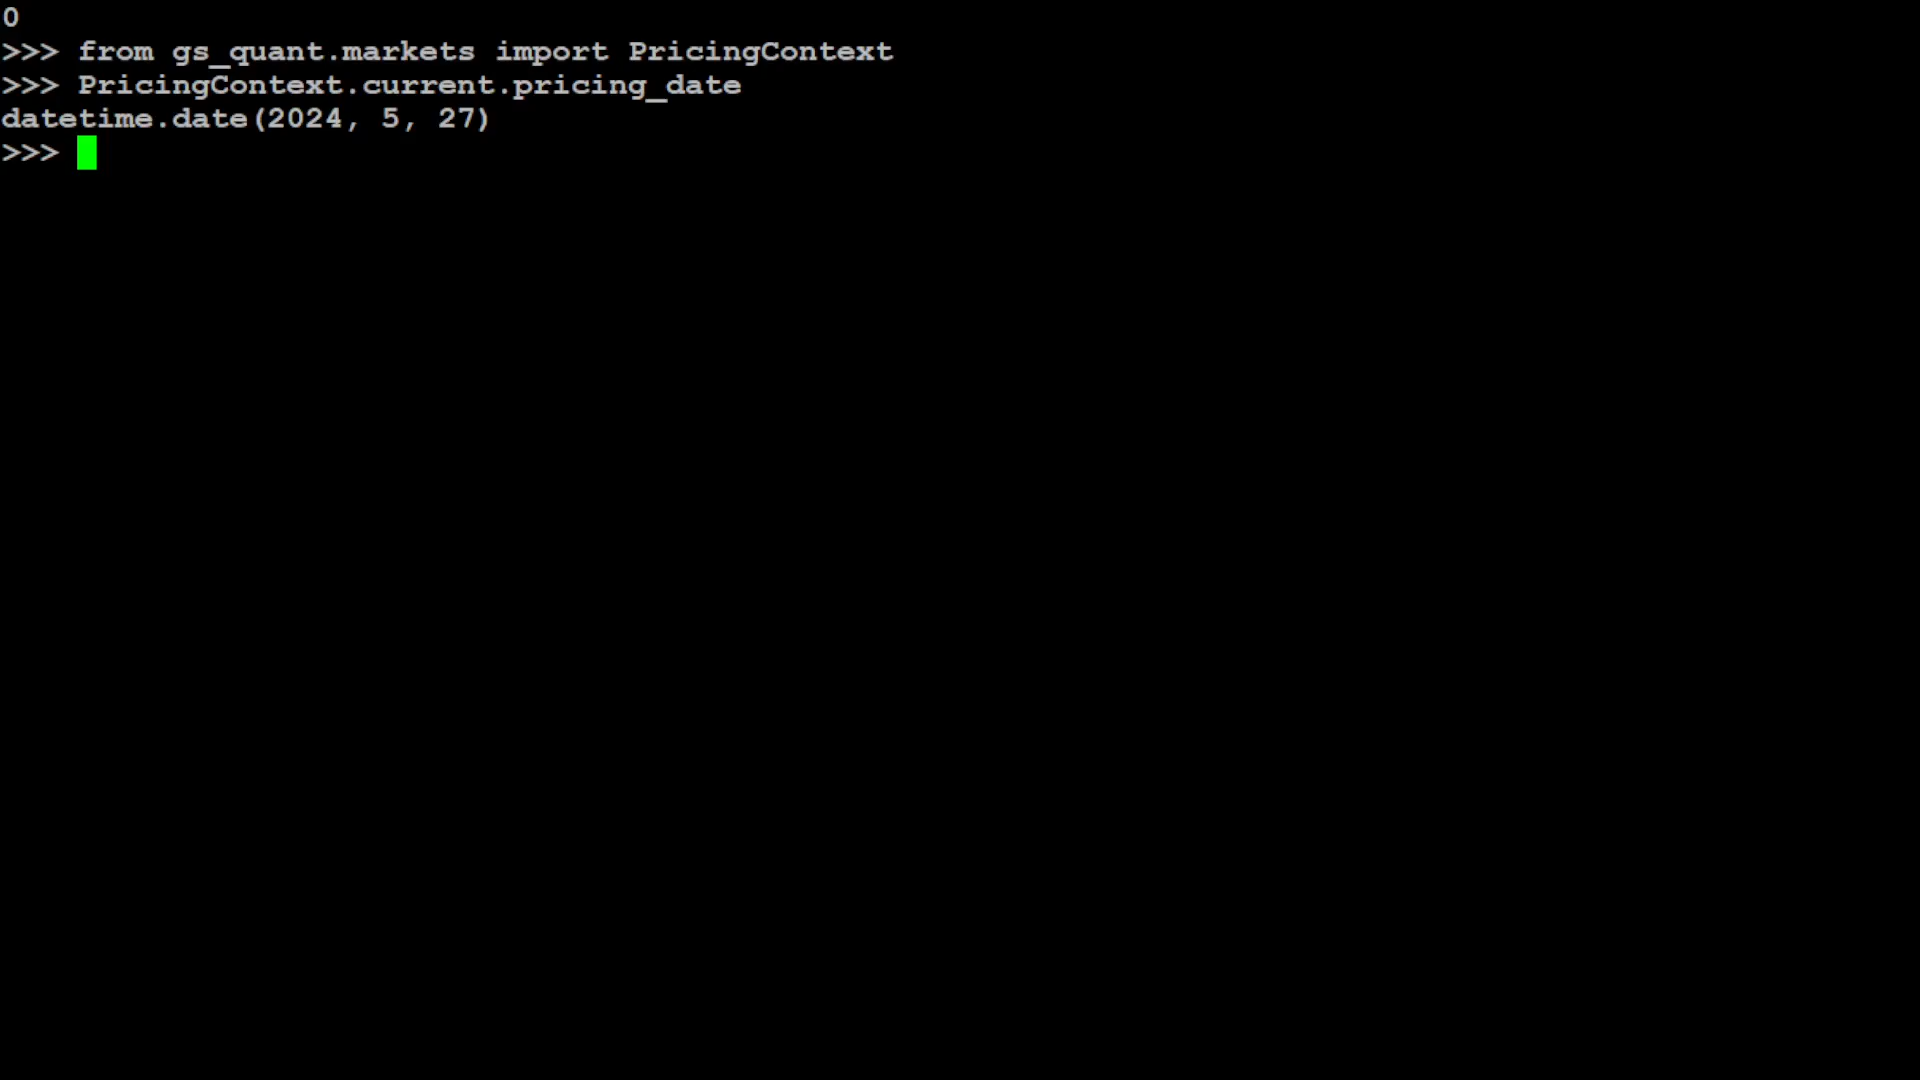 0
>>> from gs_quant.markets import PricingContext
>>> PricingContext.current.pricing_date
datetime.date(2024, 5, 27)
>>>